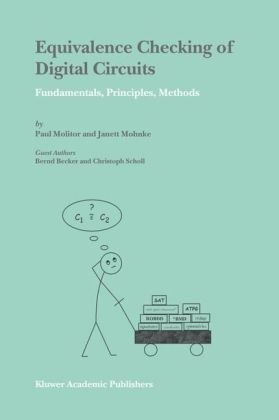 Equivalence Checking of
Digital Circuits
Fundamentals, Principles, Methods
by
Paul Molitor and Janett Mohnke
Guest Authors
Bernd Becker and Christoph Scholl
?
C₁ = C₂
SAT
ATPG
ROBDDs
*BMD
Kluwer Academic Publishers